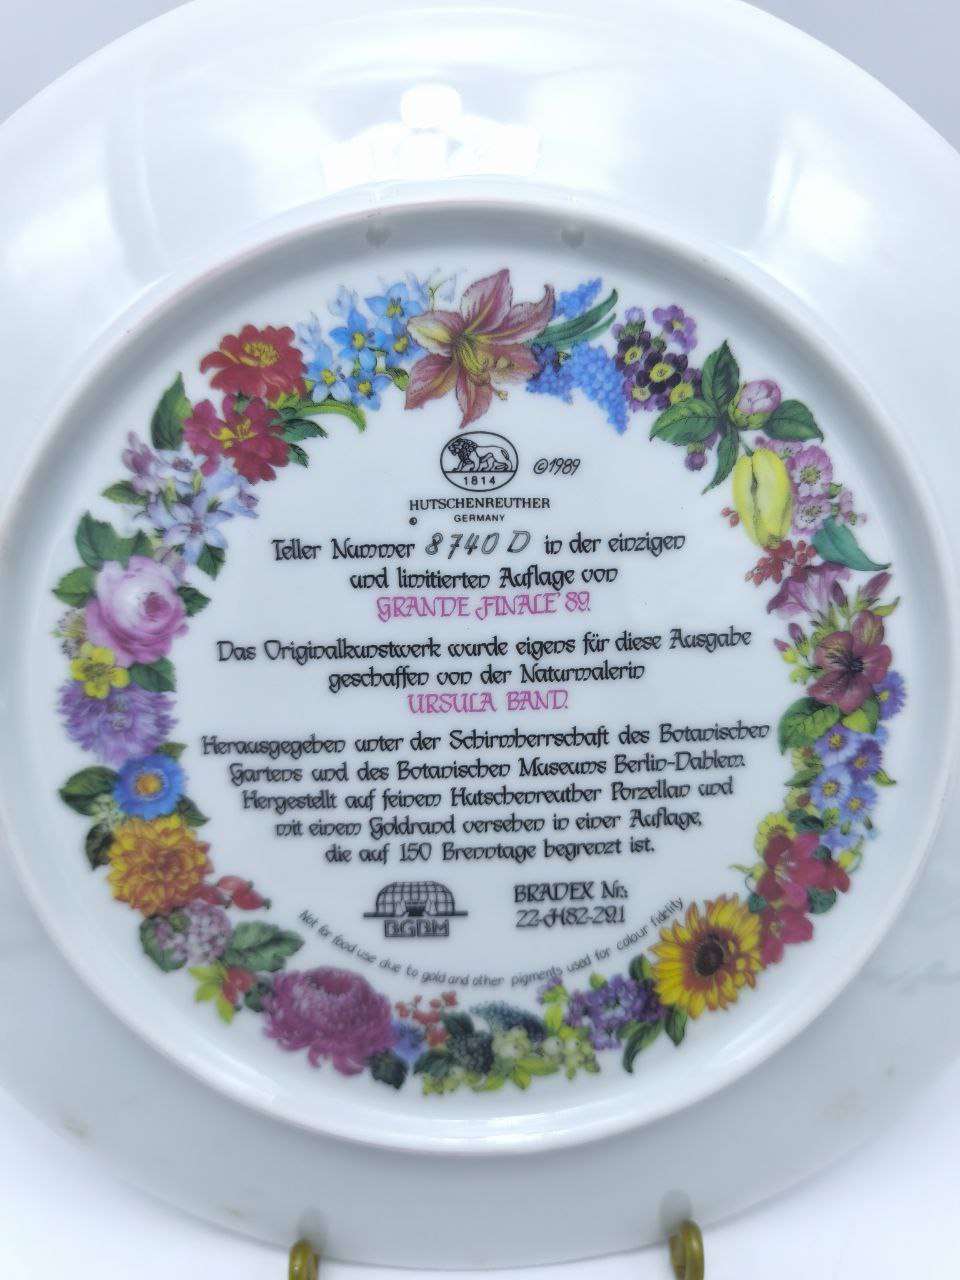 1814
©1989
HUTSCHENREUTHER
GERMANY
Teller Nummer 8740 D in der einzigen
und limitierten Auflage von
GRANDE FINALE '89.
Das Originalkunstwerk wurde eigens für diese Ausgabe
geschaffen von der Naturmalerin
URSULA BAND.
Herausgegeben unter der Schirmherrschaft des Botanischen
Gartens und des Botanischen Museums Berlin-Dahlem.
Hergestellt auf feinem Hutschenreuther Porzellan und
mit einem Goldrand versehen in einer Auflage,
die auf 150 Brenntage begrenzt ist.
BGBM
BRADEX Nr.:
22-H82-2911
Not for food use due to gold and other pigments used for colour fidelity